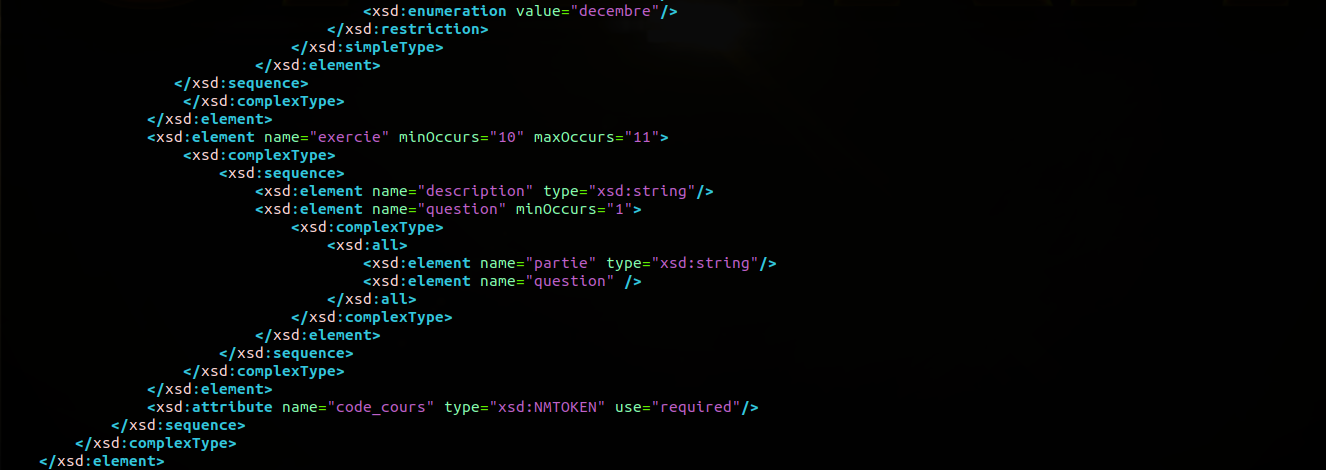 <xsd:enumeration value="decembre"/>
</xsd:restriction>
</xsd:simpleType>
</xsd:element>
</xsd:sequence>
</xsd:complexType>
</xsd:element>
<xsd:element name="exercie" minOccurs="10" maxOccurs="11">
<xsd:complexType>
<xsd:sequence>
<xsd:element name="description" type="xsd:string"/>
<xsd:element name="question" minOccurs="1">
<xsd:complexType>
<xsd:all>
<xsd:element name="partie" type="xsd:string"/>
<xsd:element name="question" />
</xsd:all>
</xsd:complexType>
</xsd:element>
</xsd:sequence>
</xsd:complexType>
</xsd:element>
<xsd:attribute name="code_cours" type="xsd:NMTOKEN" use="required"/>
</xsd:sequence>
</xsd:complexType>
</xsd:element>